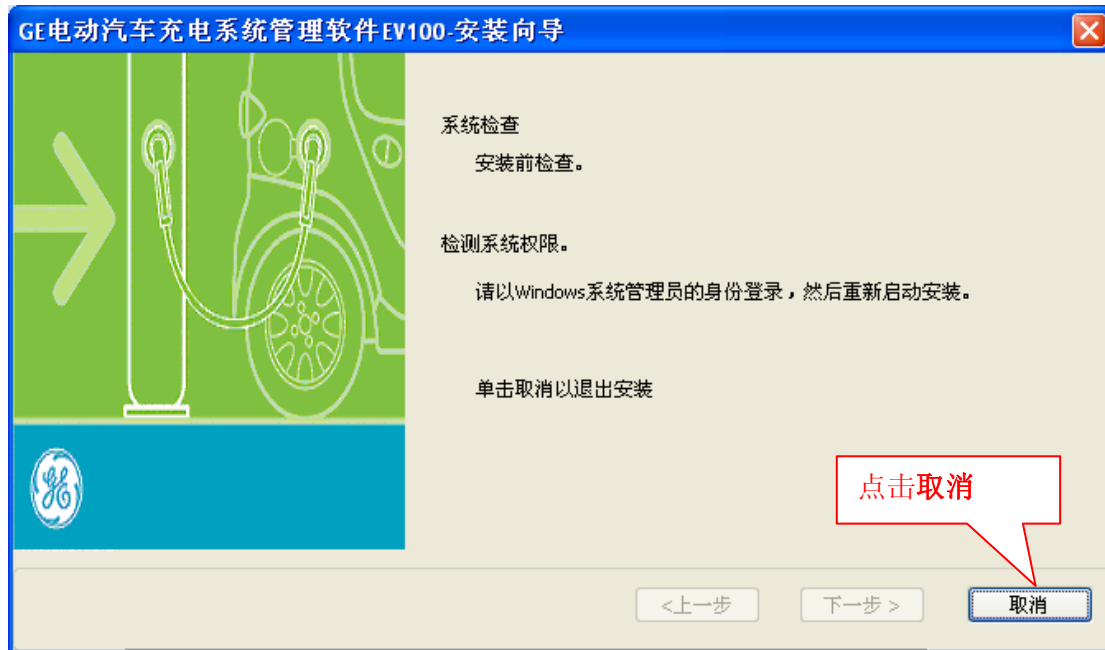 GE电动汽车充电系统管理软件EV100-安装向导
系统检查
安装前检查。
检测系统权限。
请以Windows系统管理员的身份登录，然后重新启动安装。
单击取消以退出安装
点击取消
<上一步
下一步 >
取消